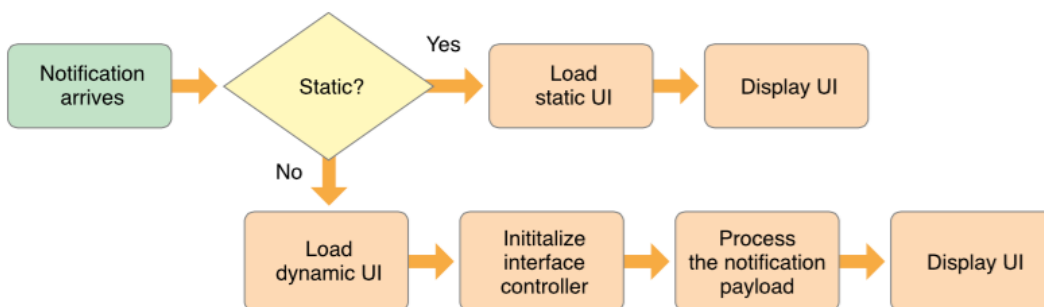 Notification
arrives
Static?
Yes
Load
static UI
Display UI
No
Load
dynamic UI
Inititalize
interface
controller
Process
the notification
payload
Display UI